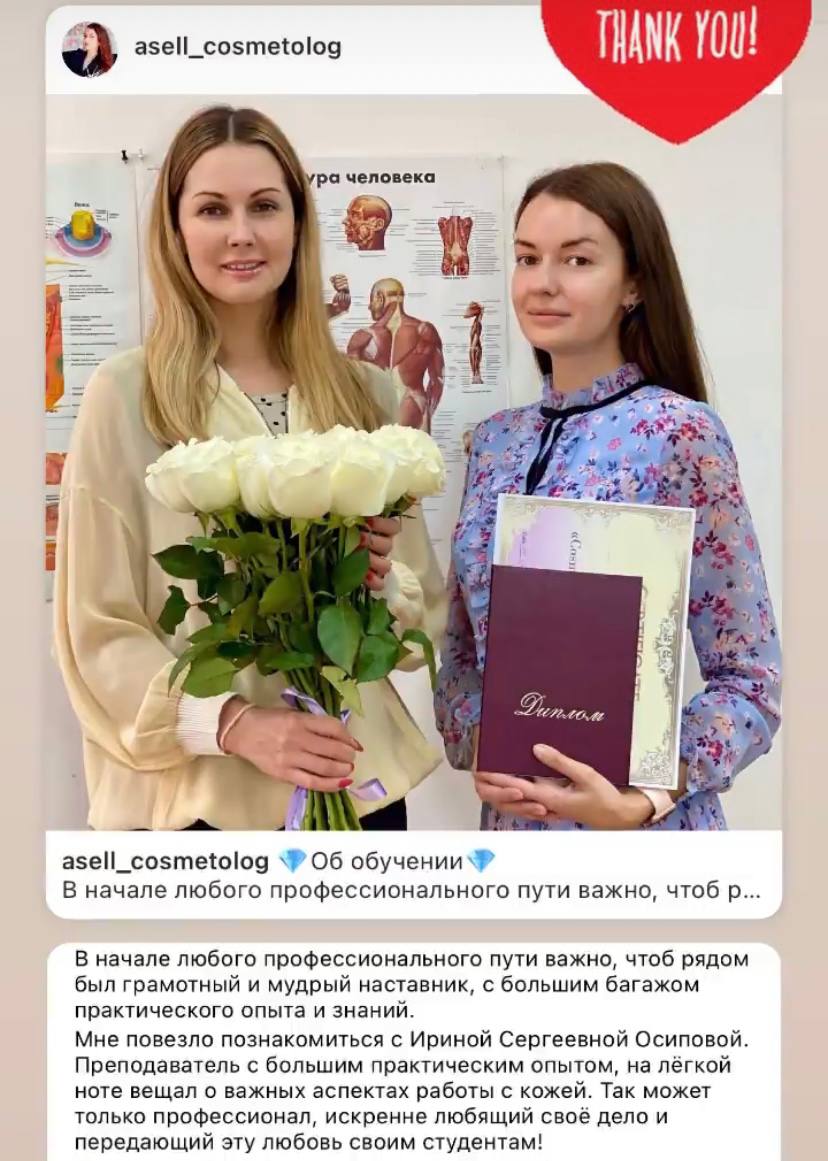 THANK YOU!
asell_cosmetolog
ура человека
Диплом
asell_cosmetolog 💎Об обучении💎
В начале любого профессионального пути важно, чтоб р...
В начале любого профессионального пути важно, чтоб рядом
был грамотный и мудрый наставник, с большим багажом
практического опыта и знаний.
Мне повезло познакомиться с Ириной Сергеевной Осиповой.
Преподаватель с большим практическим опытом, на лёгкой
ноте вещал о важных аспектах работы с кожей. Так может
только профессионал, искренне любящий своё дело и
передающий эту любовь своим студентам!